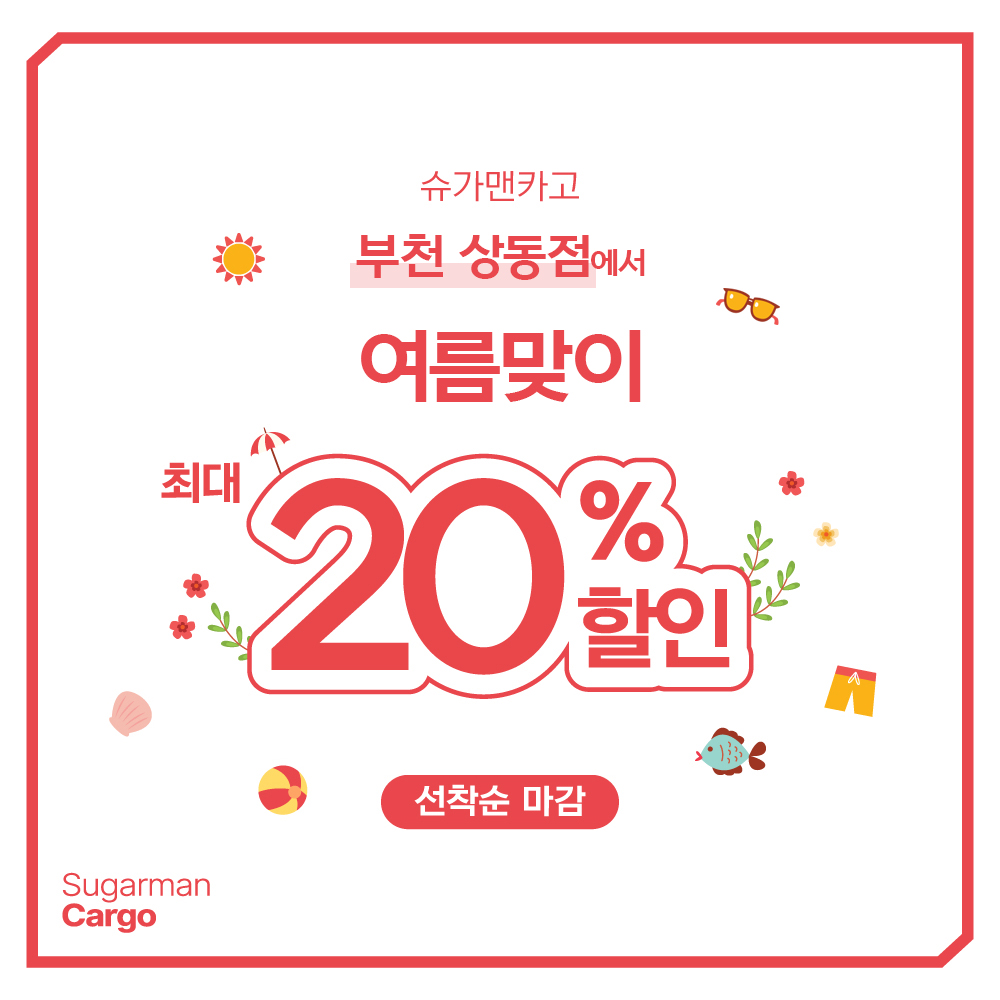 슈가맨카고
부천 상동점에서
여름맞이
최대 20%
할인
선착순 마감
Sugarman
Cargo